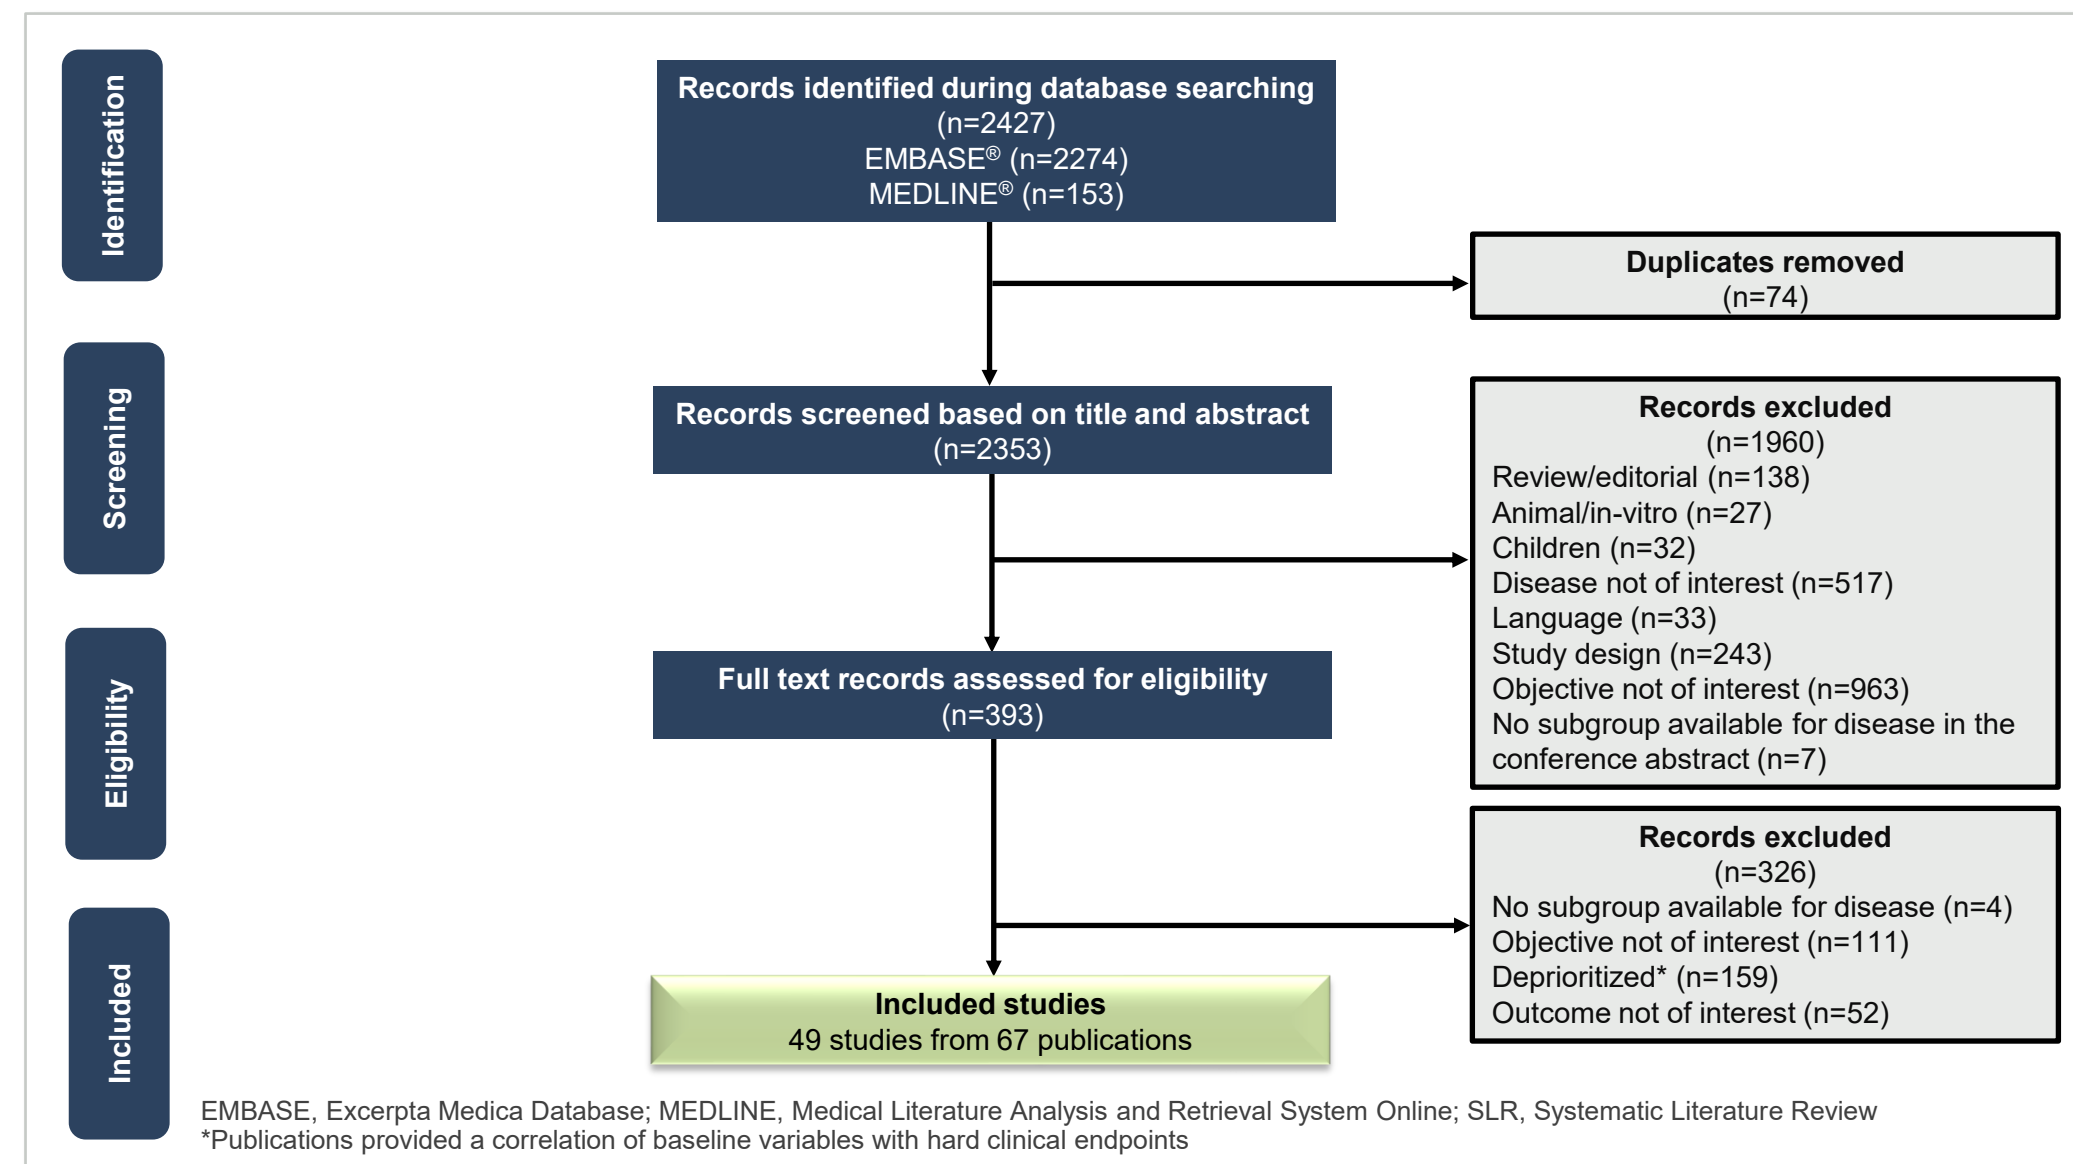 Identification
Records identified during database searching
(n=2427)
EMBASE® (n=2274)
MEDLINE® (n=153)
Duplicates removed
(n=74)
Screening
Records screened based on title and abstract
(n=2353)
Records excluded
(n=1960)
Review/editorial (n=138)
Animal/in-vitro (n=27)
Children (n=32)
Disease not of interest (n=517)
Language (n=33)
Study design (n=243)
Objective not of interest (n=963)
No subgroup available for disease in the
conference abstract (n=7)
Eligibility
Full text records assessed for eligibility
(n=393)
Records excluded
(n=326)
No subgroup available for disease (n=4)
Objective not of interest (n=111)
Deprioritized* (n=159)
Outcome not of interest (n=52)
Included
Included studies
49 studies from 67 publications
EMBASE, Excerpta Medica Database; MEDLINE, Medical Literature Analysis and Retrieval System Online; SLR, Systematic Literature Review
*Publications provided a correlation of baseline variables with hard clinical endpoints